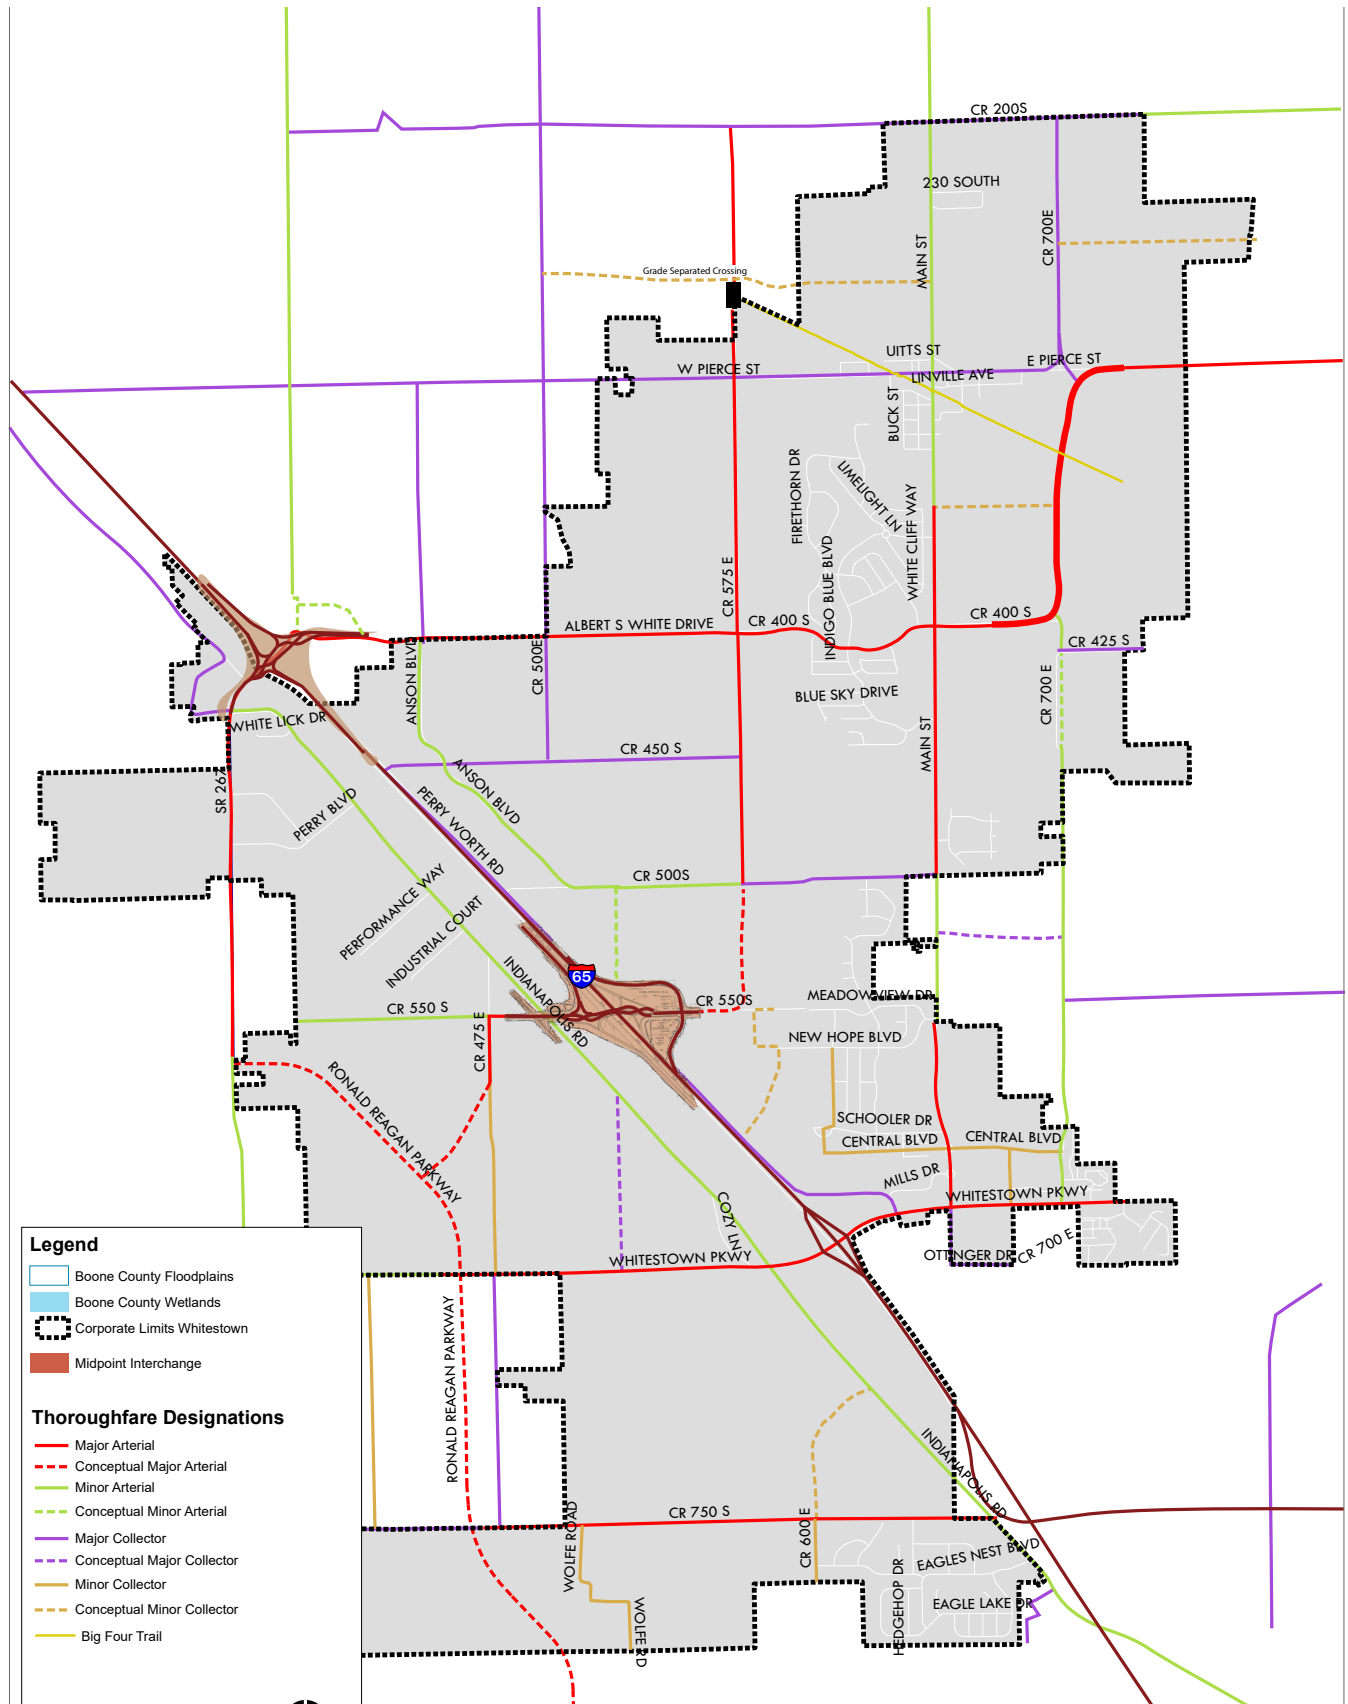 CR 200S
230 SOUTH
MAIN ST
CR 700E
Grade Separated Crossing
UITTS ST
E PIERCE ST
W PIERCE ST
LINVILLE AVE
BUCK ST
FIRETHORN DR
LIMELIGHT LN
WHITE CLIFF WAY
INDIGO BLUE BLVD
CR 575 E
ALBERT S WHITE DRIVE
CR 400 S
CR 400 S
CR 425 S
ANSON BLVD
CR 500E
CR 700 E
BLUE SKY DRIVE
WHITE LICK DR
MAIN ST
CR 450 S
SR 267
PERRY BLVD
ANSON BLVD
PERRY WORTH RD
CR 500S
PERFORMANCE WAY
INDUSTRIAL COURT
INDIANAPOLIS RD
65
CR 550 S
CR 550S
MEADOWVIEW DR
NEW HOPE BLVD
CR 475 E
RONALD REAGAN PARKWAY
SCHOOLER DR
CENTRAL BLVD
CENTRAL BLVD
MILLS DR
WHITESTOWN PKWY
COZY LN
WHITESTOWN PKWY
OTTINGER DR
CR 700 E
RONALD REAGAN PARKWAY
INDIANAPOLIS RD
CR 750 S
WOLFE ROAD
CR 600 E
EAGLES NEST BLVD
HEDGEHOP DR
EAGLE LAKE DR
WOLFE RD
Legend
Boone County Floodplains
Boone County Wetlands
Corporate Limits Whitestown
Midpoint Interchange
Thoroughfare Designations
Major Arterial
Conceptual Major Arterial
Minor Arterial
Conceptual Minor Arterial
Major Collector
Conceptual Major Collector
Minor Collector
Conceptual Minor Collector
Big Four Trail